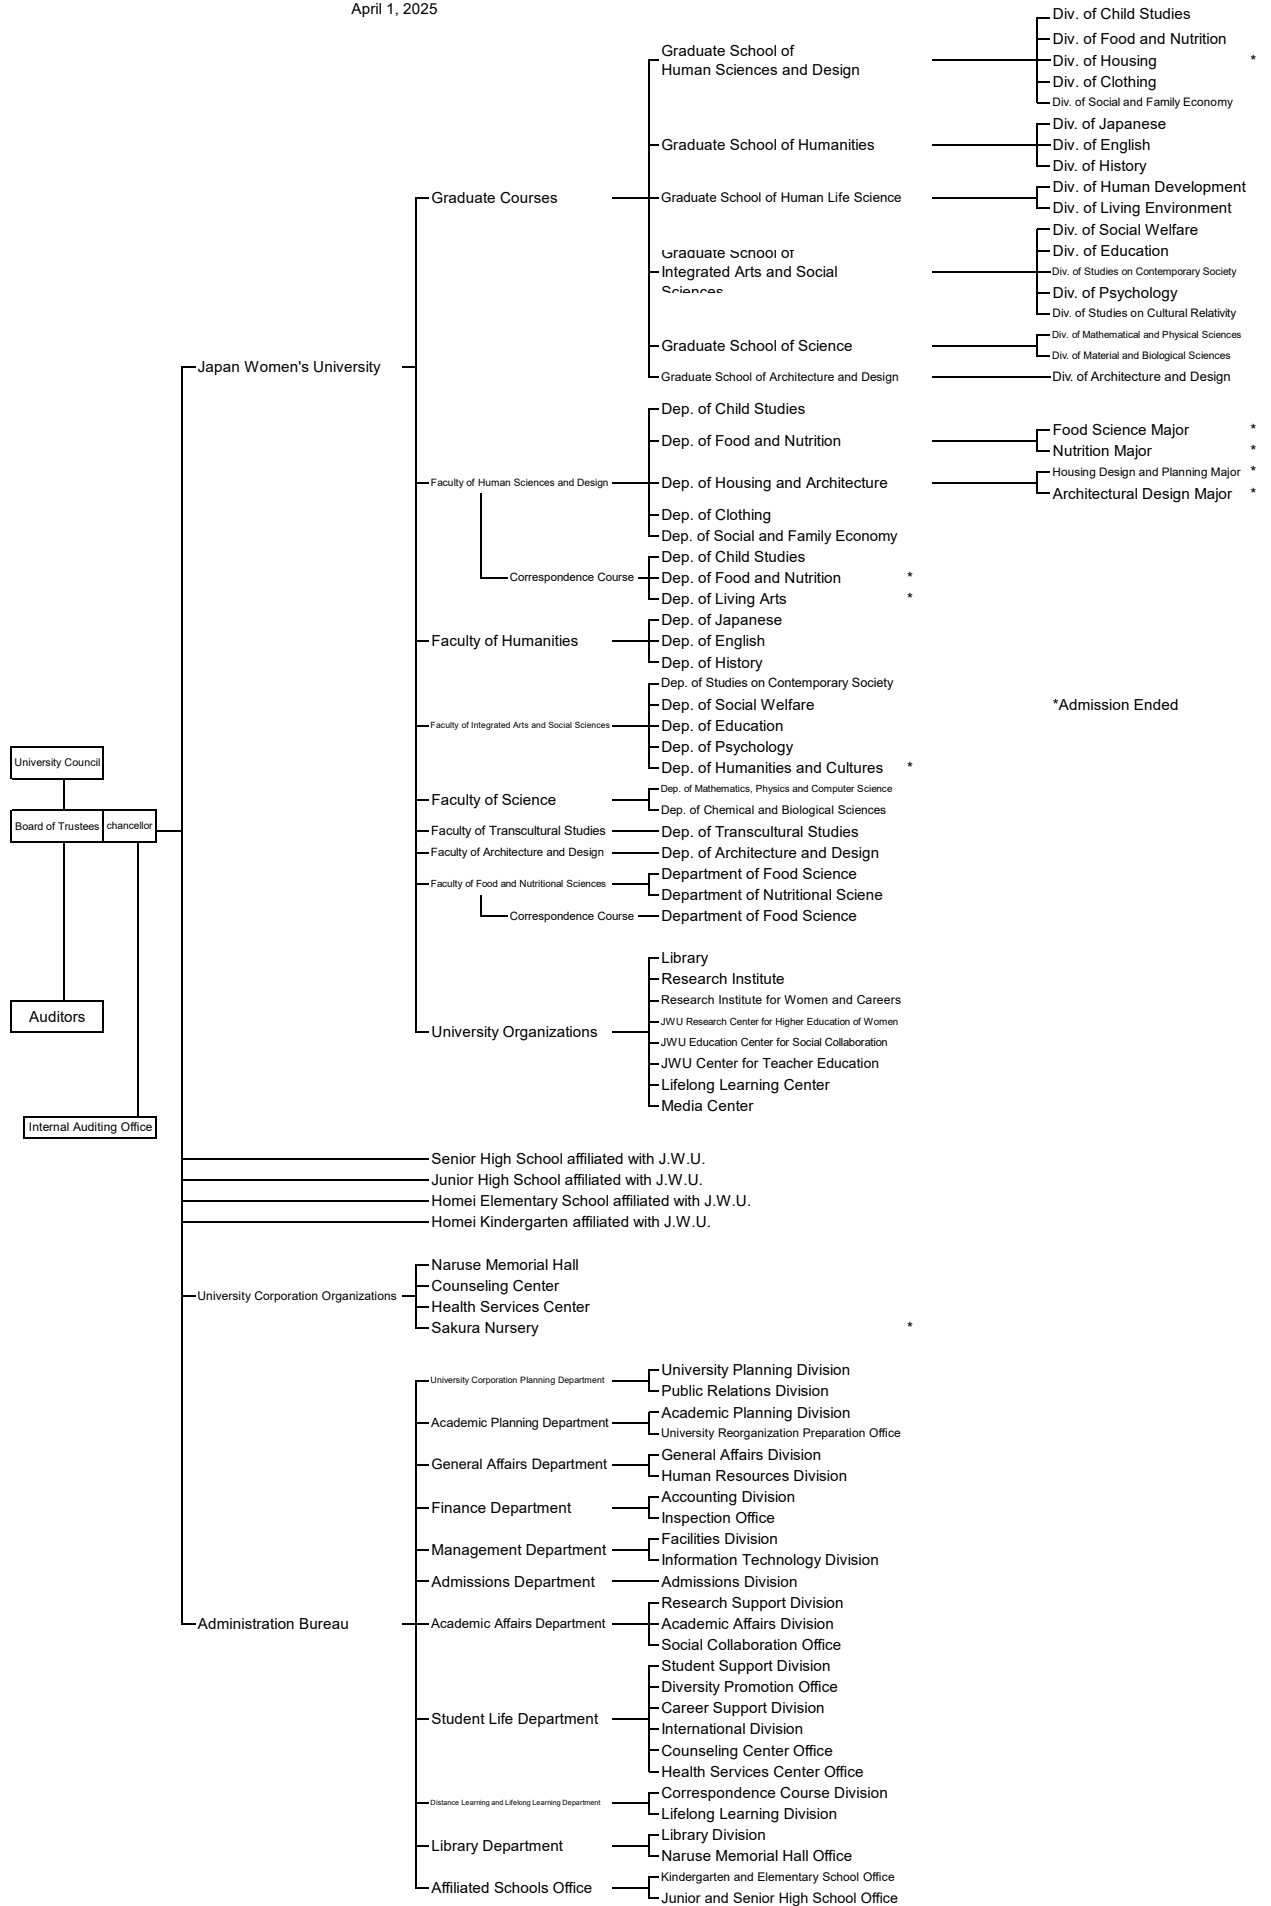 April 1, 2025
Div. of Child Studies
Graduate School of
Human Sciences and Design
Div. of Food and Nutrition
Div. of Housing *
Div. of Clothing
Div. of Social and Family Economy
Div. of Japanese
Graduate School of Humanities
Div. of English
Div. of History
Div. of Human Development
Graduate Courses
Graduate School of Human Life Science
Div. of Living Environment
Div. of Social Welfare
Graduate School of
Integrated Arts and Social
Sciences
Div. of Education
Div. of Studies on Contemporary Society
Div. of Psychology
Div. of Studies on Cultural Relativity
Div. of Mathematical and Physical Sciences
Graduate School of Science
Div. of Material and Biological Sciences
Japan Women's University
Graduate School of Architecture and Design
Div. of Architecture and Design
Dep. of Child Studies
Food Science Major *
Dep. of Food and Nutrition
Nutrition Major *
Housing Design and Planning Major *
Faculty of Human Sciences and Design
Dep. of Housing and Architecture
Architectural Design Major *
Dep. of Clothing
Dep. of Social and Family Economy
Dep. of Child Studies
Correspondence Course
Dep. of Food and Nutrition *
Dep. of Living Arts *
Dep. of Japanese
Faculty of Humanities
Dep. of English
Dep. of History
Dep. of Studies on Contemporary Society
Dep. of Social Welfare
*Admission Ended
Faculty of Integrated Arts and Social Sciences
Dep. of Education
Dep. of Psychology
University Council
Dep. of Humanities and Cultures *
Dep. of Mathematics, Physics and Computer Science
Faculty of Science
Dep. of Chemical and Biological Sciences
Board of Trustees
chancellor
Faculty of Transcultural Studies
Dep. of Transcultural Studies
Faculty of Architecture and Design
Dep. of Architecture and Design
Department of Food Science
Faculty of Food and Nutritional Sciences
Department of Nutritional Sciene
Correspondence Course
Department of Food Science
Library
Research Institute
Research Institute for Women and Careers
Auditors
JWU Research Center for Higher Education of Women
University Organizations
JWU Education Center for Social Collaboration
JWU Center for Teacher Education
Lifelong Learning Center
Media Center
Internal Auditing Office
Senior High School affiliated with J.W.U.
Junior High School affiliated with J.W.U.
Homei Elementary School affiliated with J.W.U.
Homei Kindergarten affiliated with J.W.U.
Naruse Memorial Hall
University Corporation Organizations
Counseling Center
Health Services Center
Sakura Nursery *
University Planning Division
University Corporation Planning Department
Public Relations Division
Academic Planning Division
Academic Planning Department
University Reorganization Preparation Office
General Affairs Division
General Affairs Department
Human Resources Division
Accounting Division
Finance Department
Inspection Office
Facilities Division
Management Department
Information Technology Division
Admissions Department
Admissions Division
Research Support Division
Administration Bureau
Academic Affairs Department
Academic Affairs Division
Social Collaboration Office
Student Support Division
Diversity Promotion Office
Career Support Division
Student Life Department
International Division
Counseling Center Office
Health Services Center Office
Correspondence Course Division
Distance Learning and Lifelong Learning Department
Lifelong Learning Division
Library Division
Library Department
Naruse Memorial Hall Office
Kindergarten and Elementary School Office
Affiliated Schools Office
Junior and Senior High School Office